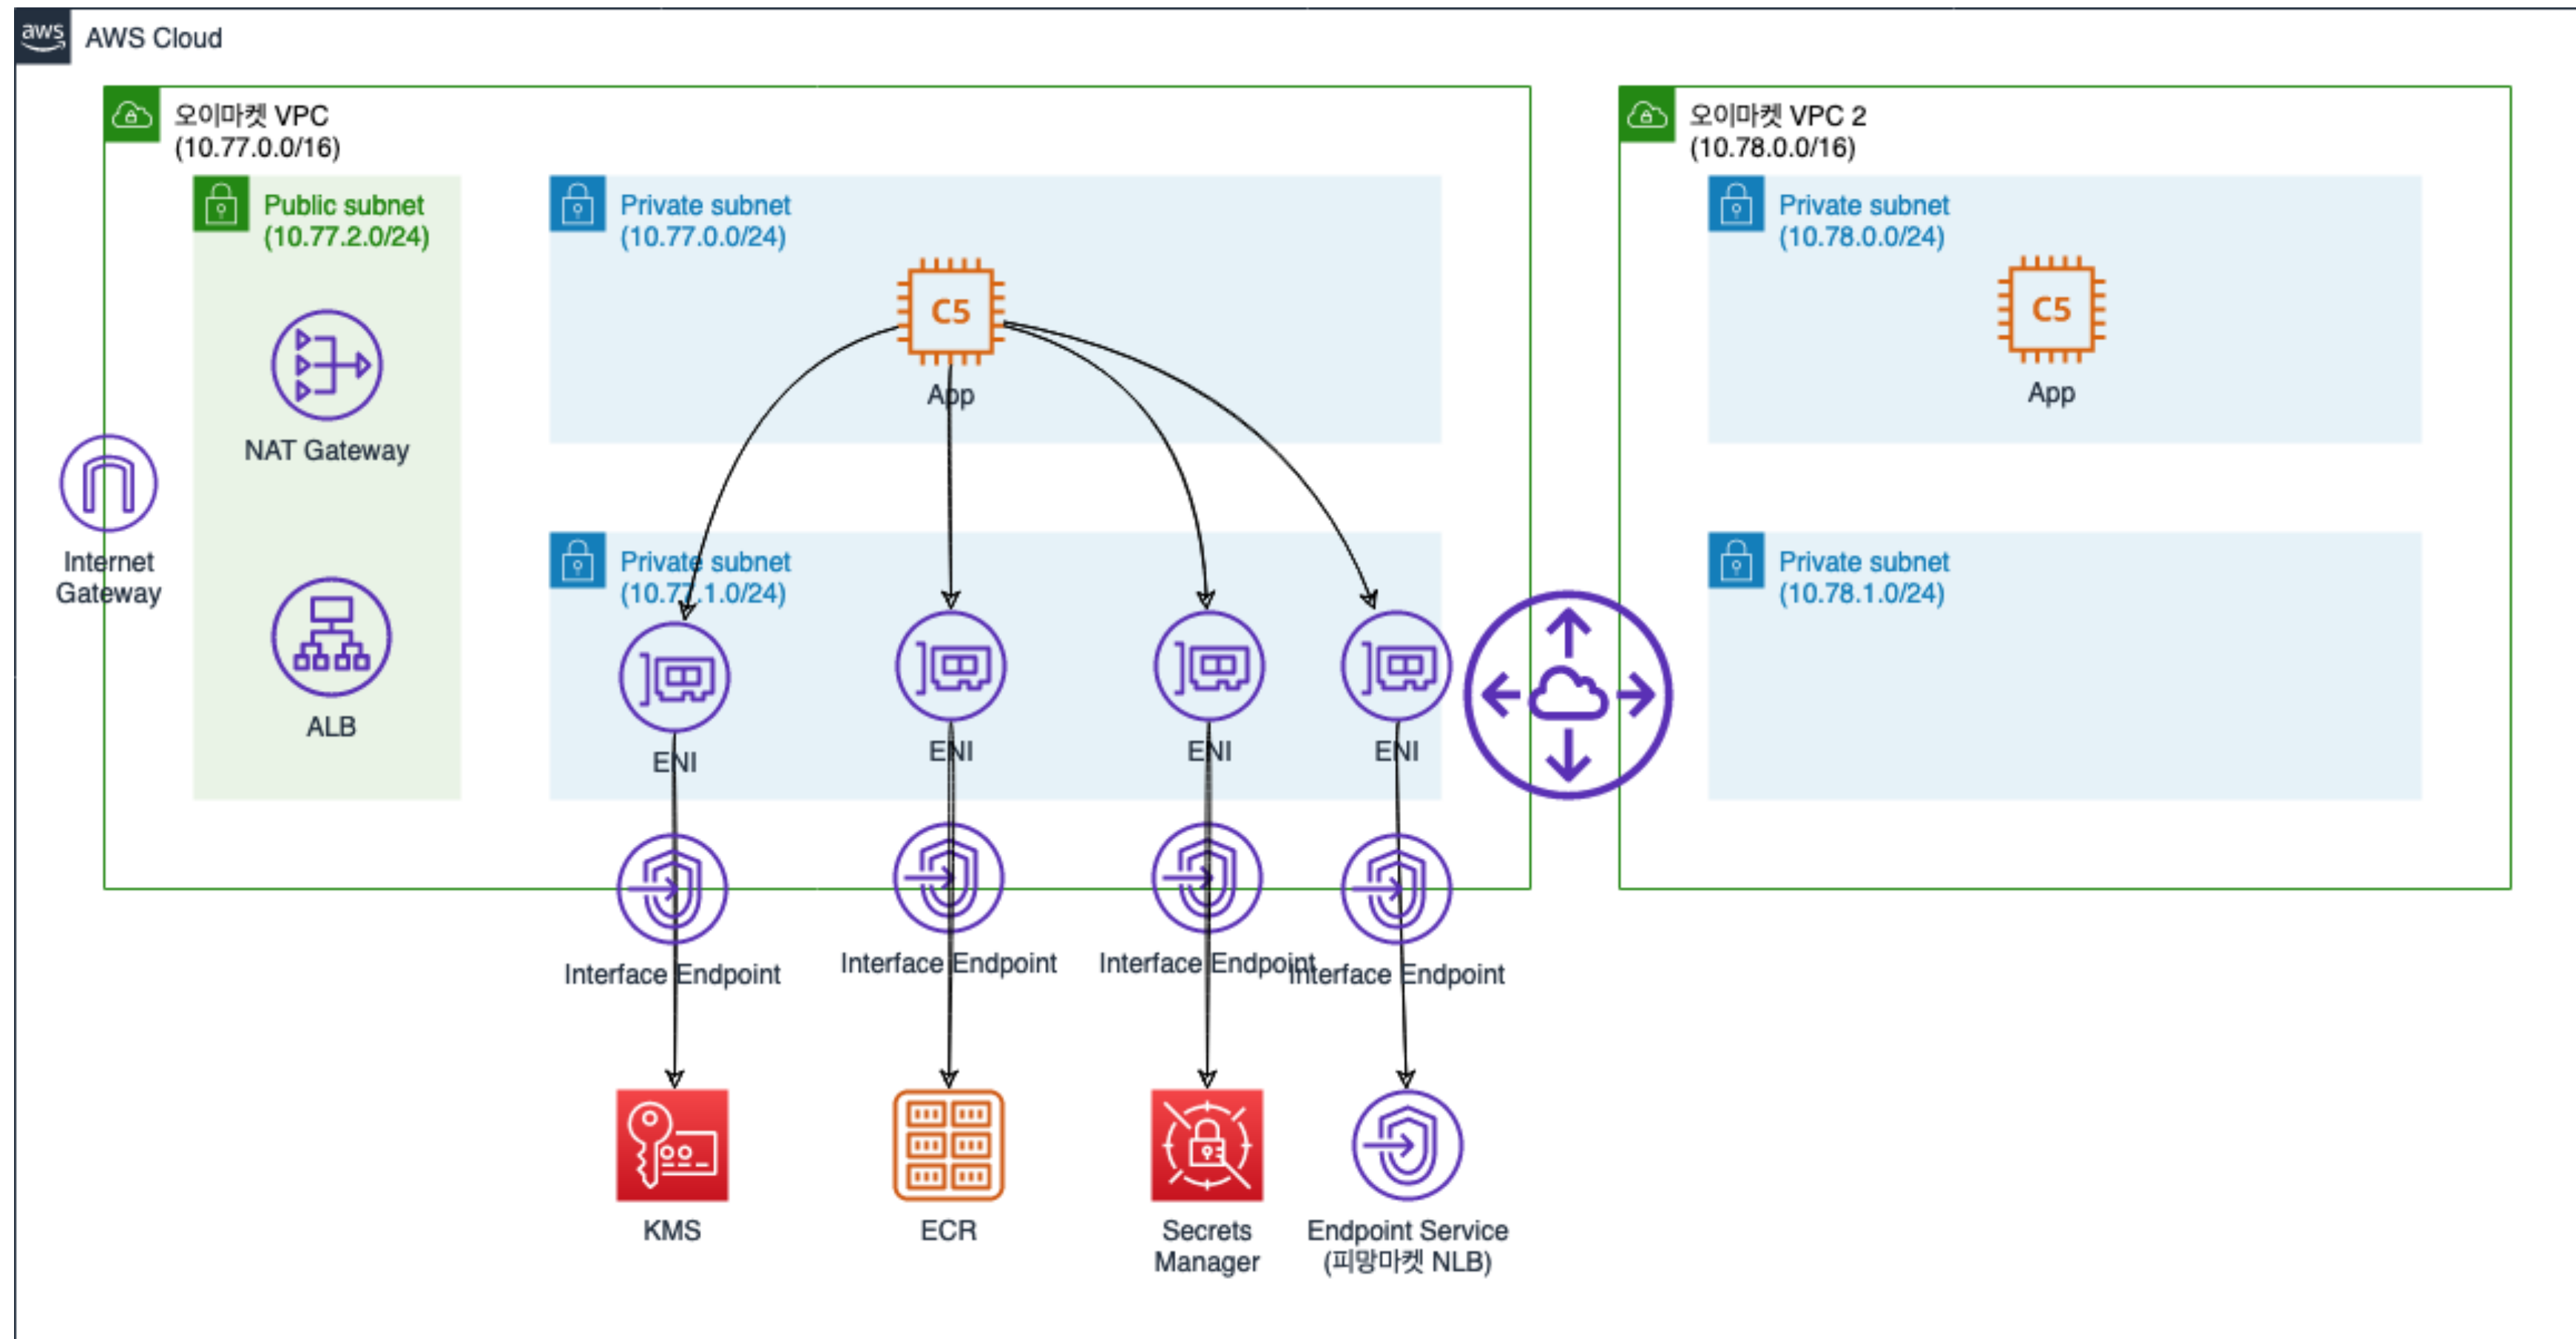 aws
AWS Cloud
오이마켓 VPC
(10.77.0.0/16)
오이마켓 VPC 2
(10.78.0.0/16)
Public subnet
(10.77.2.0/24)
Private subnet
(10.77.0.0/24)
Private subnet
(10.78.0.0/24)
C5
App
C5
App
NAT Gateway
Internet
Gateway
ALB
Private subnet
(10.77.1.0/24)
Private subnet
(10.78.1.0/24)
ENI
ENI
ENI
ENI
Interface Endpoint
Interface Endpoint
Interface Endpoint
Interface Endpoint
KMS
ECR
Secrets
Manager
Endpoint Service
(피망마켓 NLB)